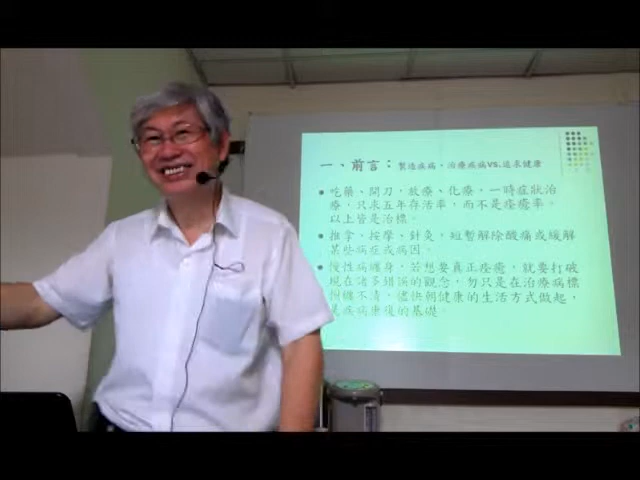 一、前言：製造疾病，治療疾病VS.追求健康
吃藥、開刀、放療、化療，一時症狀治
療，只求五年存活率，而不是痊癒率。
以上皆是治標。
推拿、按摩、針灸，短暫解除酸痛或緩解
某些病症或病因。
慢性病纏身，若想要真正痊癒，就要打破
現在諸多錯誤的觀念，勿只是在治療病標
糾纏不清，儘快朝健康的生活方式做起，
是疾病康復的基礎。